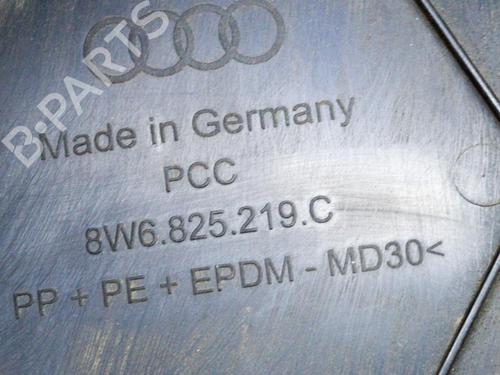 B-PARTS
Made in Germany
PCC
8W6.825.219.C
PP + PE + EPDM - MD30<